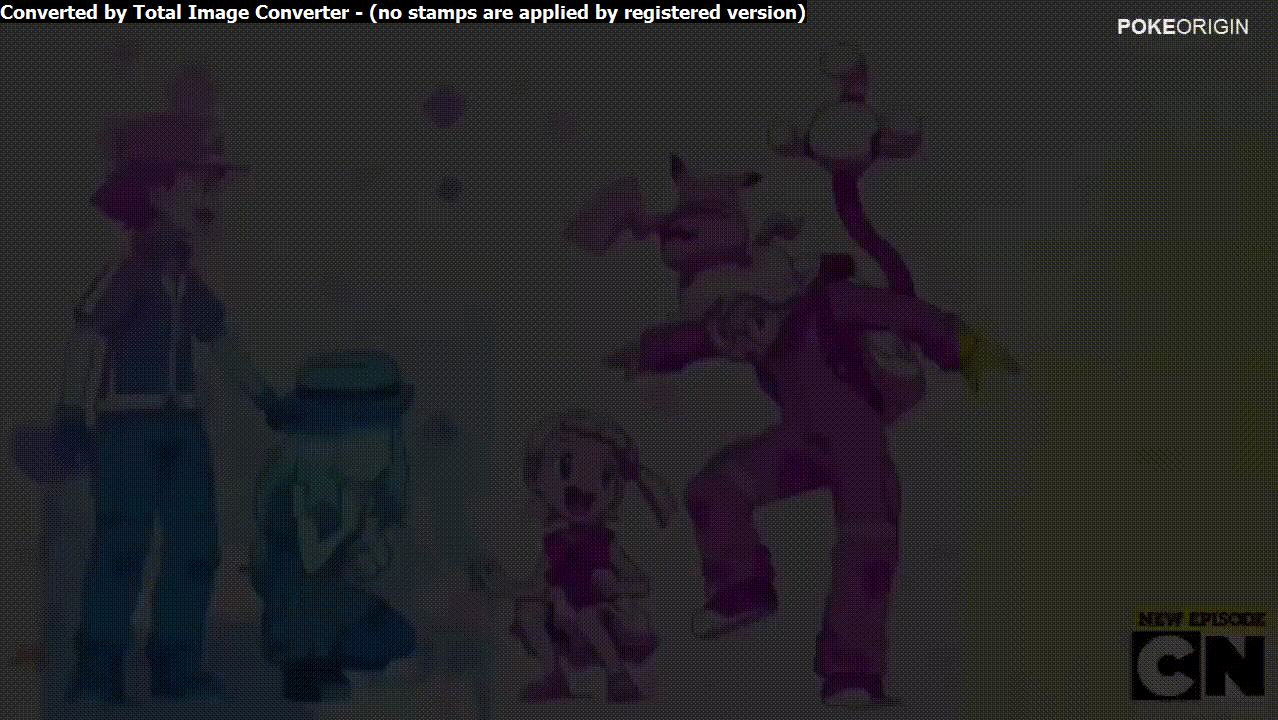 Converted by Total Image Converter - (no stamps are applied by registered version)
POKEORIGIN
NEW EPISODE
CN